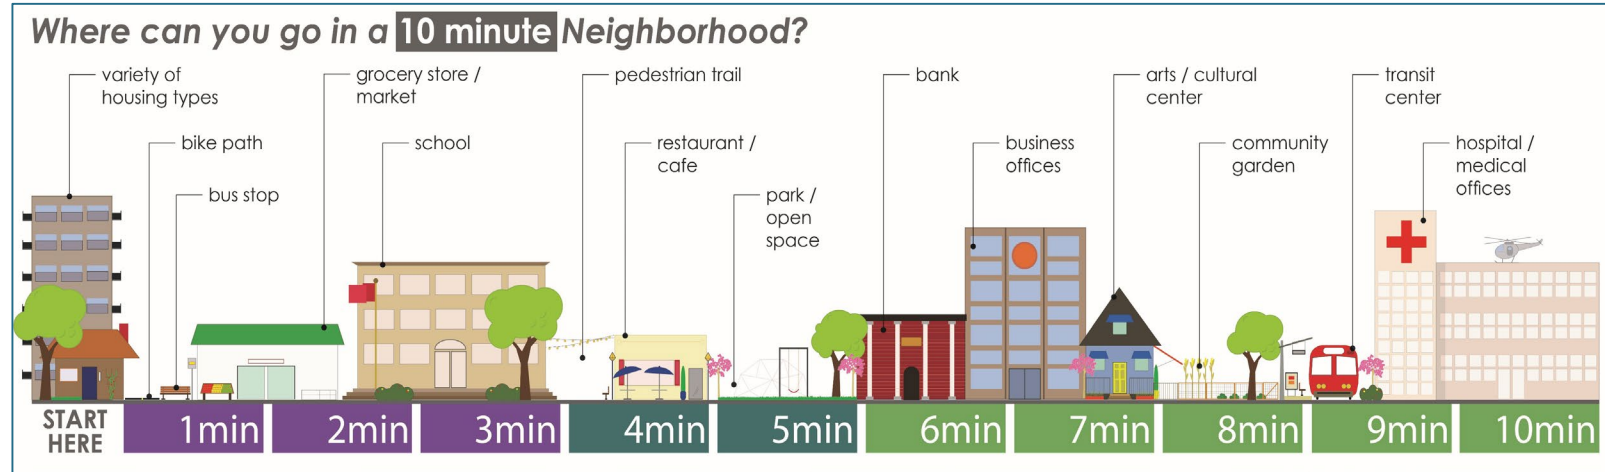 Where can you go in a 10 minute Neighborhood?
variety of
housing types
grocery store /
market
pedestrian trail
bank
arts / cultural
center
transit
center
bike path
school
restaurant /
cafe
business
offices
community
garden
hospital /
medical
offices
bus stop
park /
open
space
START
HERE
1min
2min
3min
4min
5min
6min
7min
8min
9min
10min